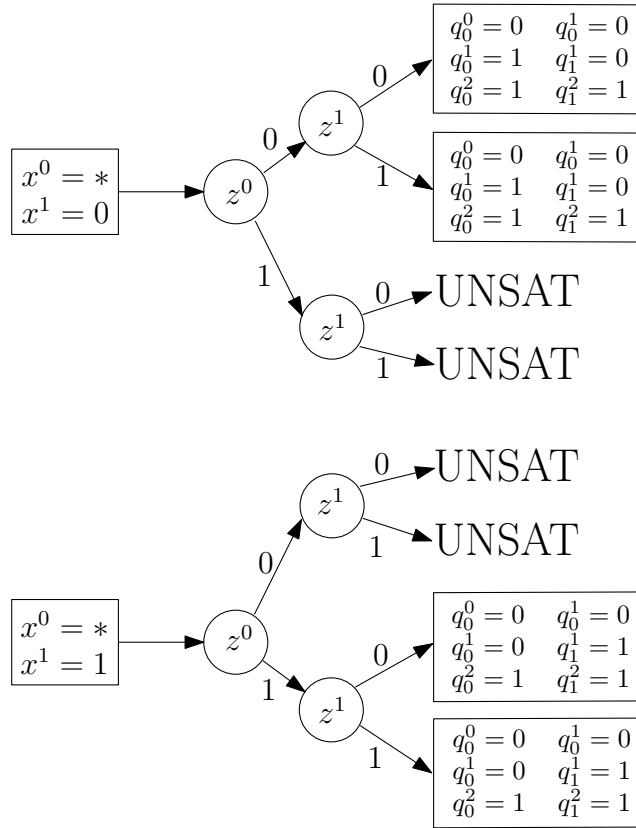 q_0^0 = 0 q_0^1 = 0
q_0^1 = 1 q_1^1 = 0
q_0^2 = 1 q_1^2 = 1
0
z^1
0
1
q_0^0 = 0 q_0^1 = 0
q_0^1 = 1 q_1^1 = 0
q_0^2 = 1 q_1^2 = 1
x^0 = *
x^1 = 0
z^0
1
z^1
0
UNSAT
1
UNSAT
0
UNSAT
z^1
1
UNSAT
0
x^0 = *
x^1 = 1
z^0
1
z^1
0
q_0^0 = 0 q_0^1 = 0
q_0^1 = 0 q_1^1 = 1
q_0^2 = 1 q_1^2 = 1
1
q_0^0 = 0 q_0^1 = 0
q_0^1 = 0 q_1^1 = 1
q_0^2 = 1 q_1^2 = 1